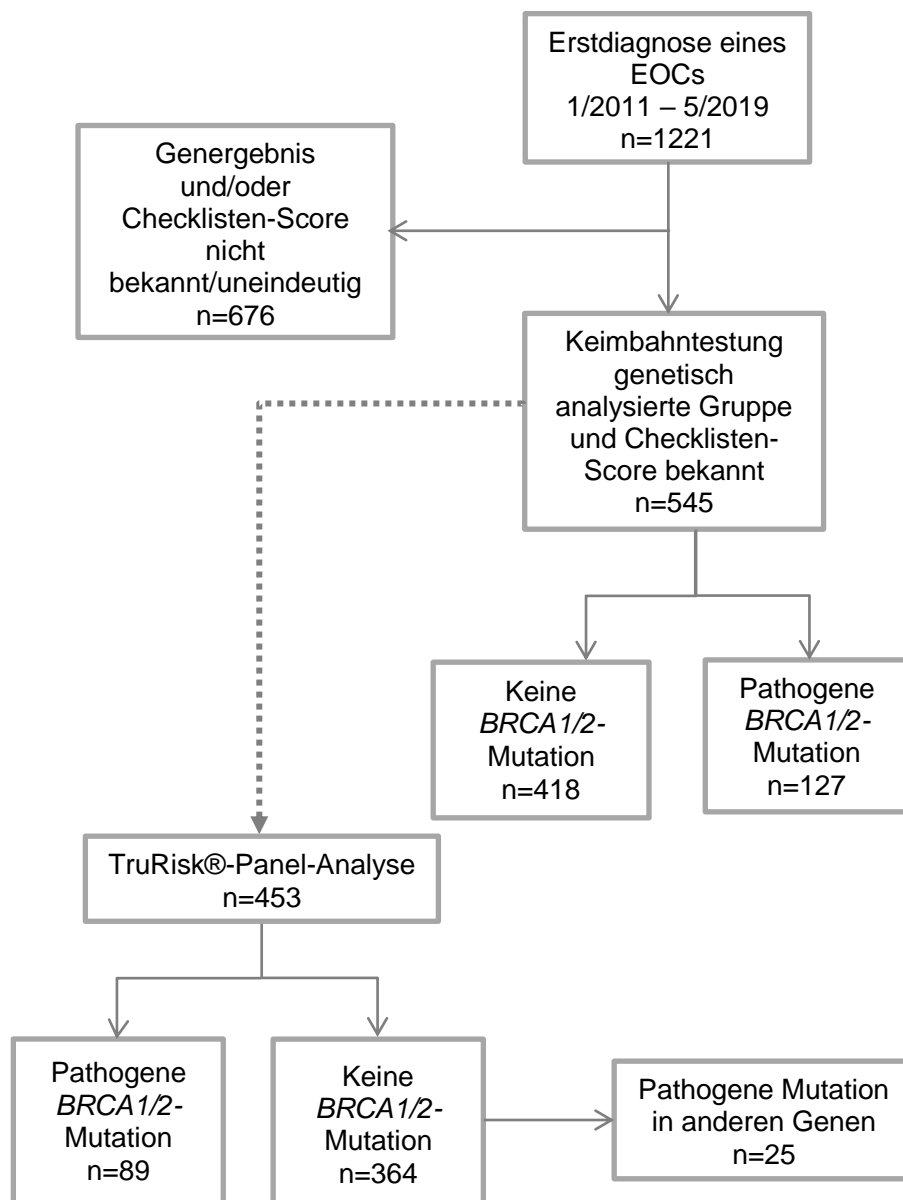 Erstdiagnose eines
EOCs
1/2011 – 5/2019
n=1221
Genergebnis
und/oder
Checklisten-Score
nicht
bekannt/uneindeutig
n=676
Keimbahntestung
genetisch
analysierte Gruppe
und Checklisten-
Score bekannt
n=545
Keine
BRCA1/2-
Mutation
n=418
Pathogene
BRCA1/2-
Mutation
n=127
TruRisk®-Panel-Analyse
n=453
Pathogene
BRCA1/2-
Mutation
n=89
Keine
BRCA1/2-
Mutation
n=364
Pathogene Mutation
in anderen Genen
n=25